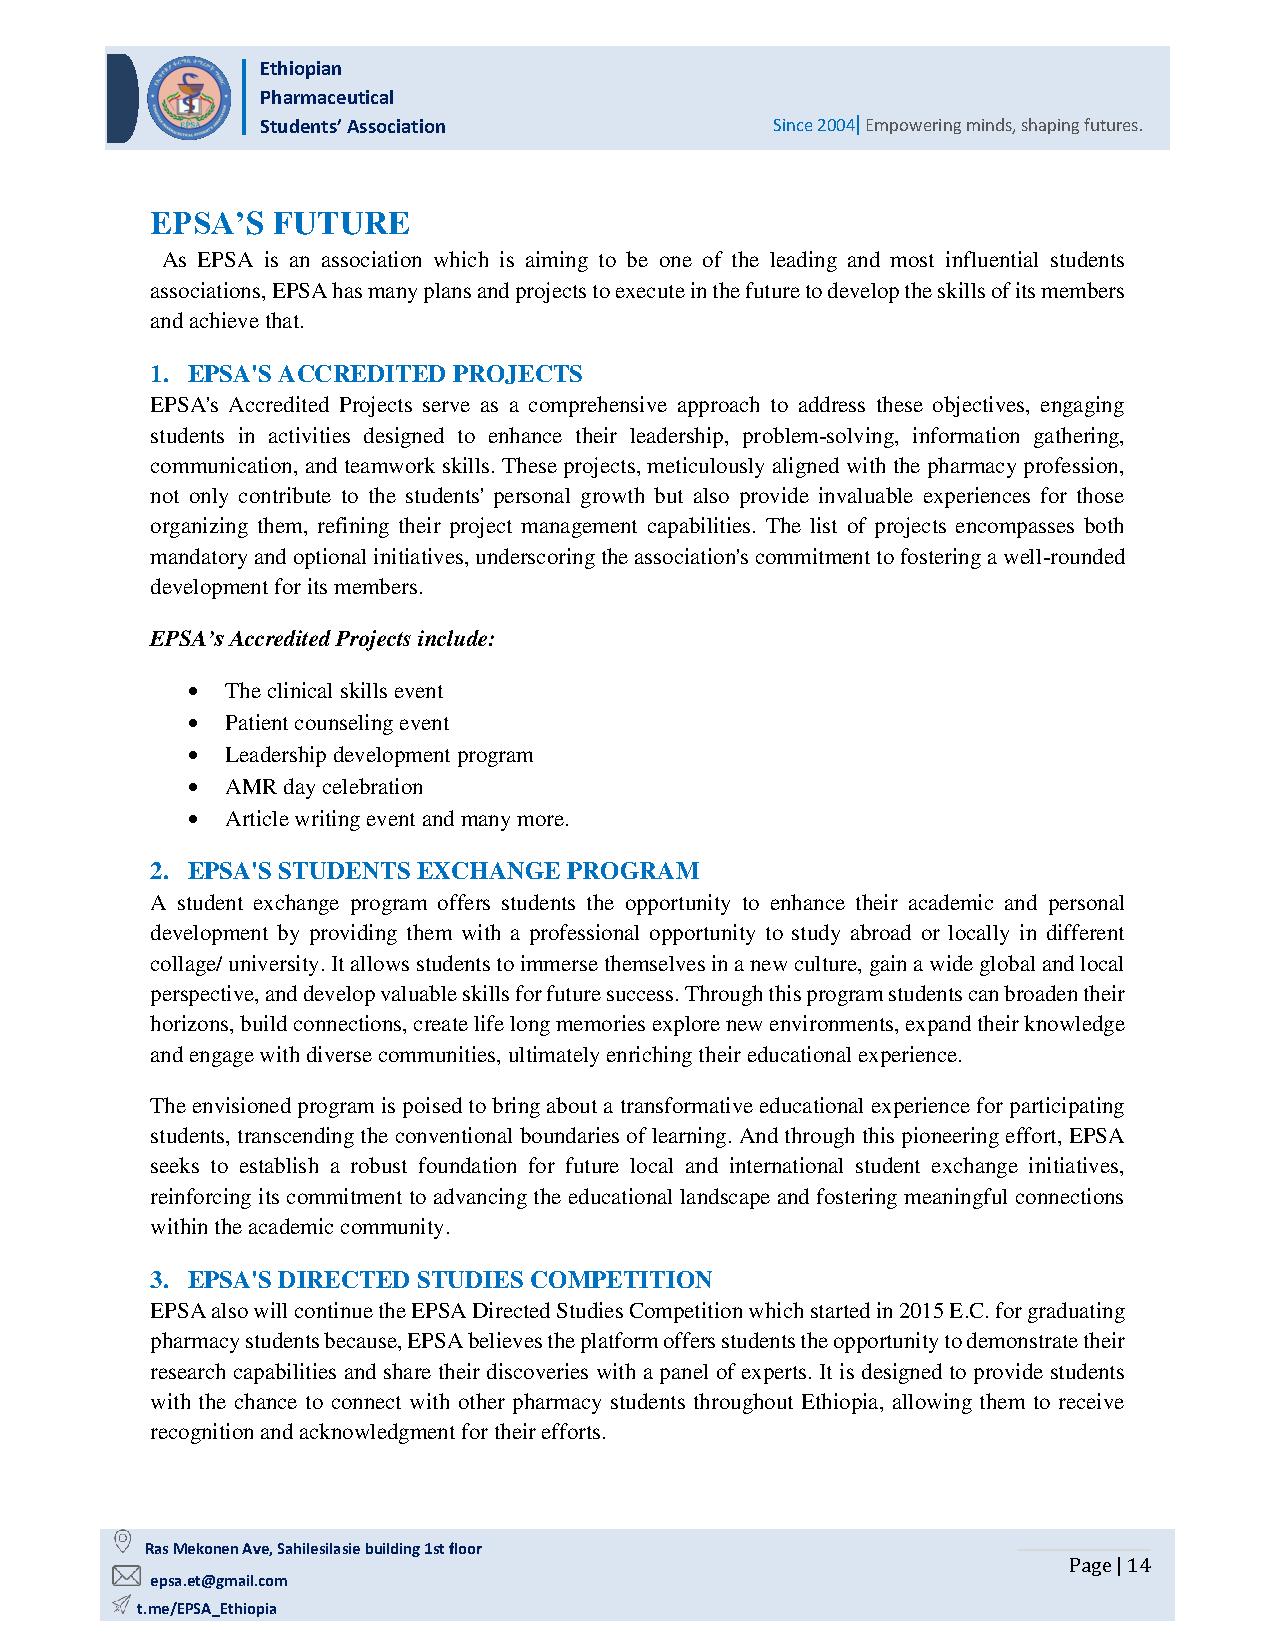 Ethiopian
Pharmaceutical
Students’ Association
Since 2004| Empowering minds, shaping futures.
EPSA
EPSA’S FUTURE
As EPSA is an association which is aiming to be one of the leading and most influential students
associations, EPSA has many plans and projects to execute in the future to develop the skills of its members
and achieve that.
1. EPSA'S ACCREDITED PROJECTS
EPSA's Accredited Projects serve as a comprehensive approach to address these objectives, engaging
students in activities designed to enhance their leadership, problem-solving, information gathering,
communication, and teamwork skills. These projects, meticulously aligned with the pharmacy profession,
not only contribute to the students' personal growth but also provide invaluable experiences for those
organizing them, refining their project management capabilities. The list of projects encompasses both
mandatory and optional initiatives, underscoring the association's commitment to fostering a well-rounded
development for its members.
EPSA’s Accredited Projects include:
• The clinical skills event
• Patient counseling event
• Leadership development program
• AMR day celebration
• Article writing event and many more.
2. EPSA'S STUDENTS EXCHANGE PROGRAM
A student exchange program offers students the opportunity to enhance their academic and personal
development by providing them with a professional opportunity to study abroad or locally in different
collage/ university. It allows students to immerse themselves in a new culture, gain a wide global and local
perspective, and develop valuable skills for future success. Through this program students can broaden their
horizons, build connections, create life long memories explore new environments, expand their knowledge
and engage with diverse communities, ultimately enriching their educational experience.
The envisioned program is poised to bring about a transformative educational experience for participating
students, transcending the conventional boundaries of learning. And through this pioneering effort, EPSA
seeks to establish a robust foundation for future local and international student exchange initiatives,
reinforcing its commitment to advancing the educational landscape and fostering meaningful connections
within the academic community.
3. EPSA'S DIRECTED STUDIES COMPETITION
EPSA also will continue the EPSA Directed Studies Competition which started in 2015 E.C. for graduating
pharmacy students because, EPSA believes the platform offers students the opportunity to demonstrate their
research capabilities and share their discoveries with a panel of experts. It is designed to provide students
with the chance to connect with other pharmacy students throughout Ethiopia, allowing them to receive
recognition and acknowledgment for their efforts.
Ras Mekonen Ave, Sahilesilasie building 1st floor
epsa.et@gmail.com
t.me/EPSA_Ethiopia
Page | 14